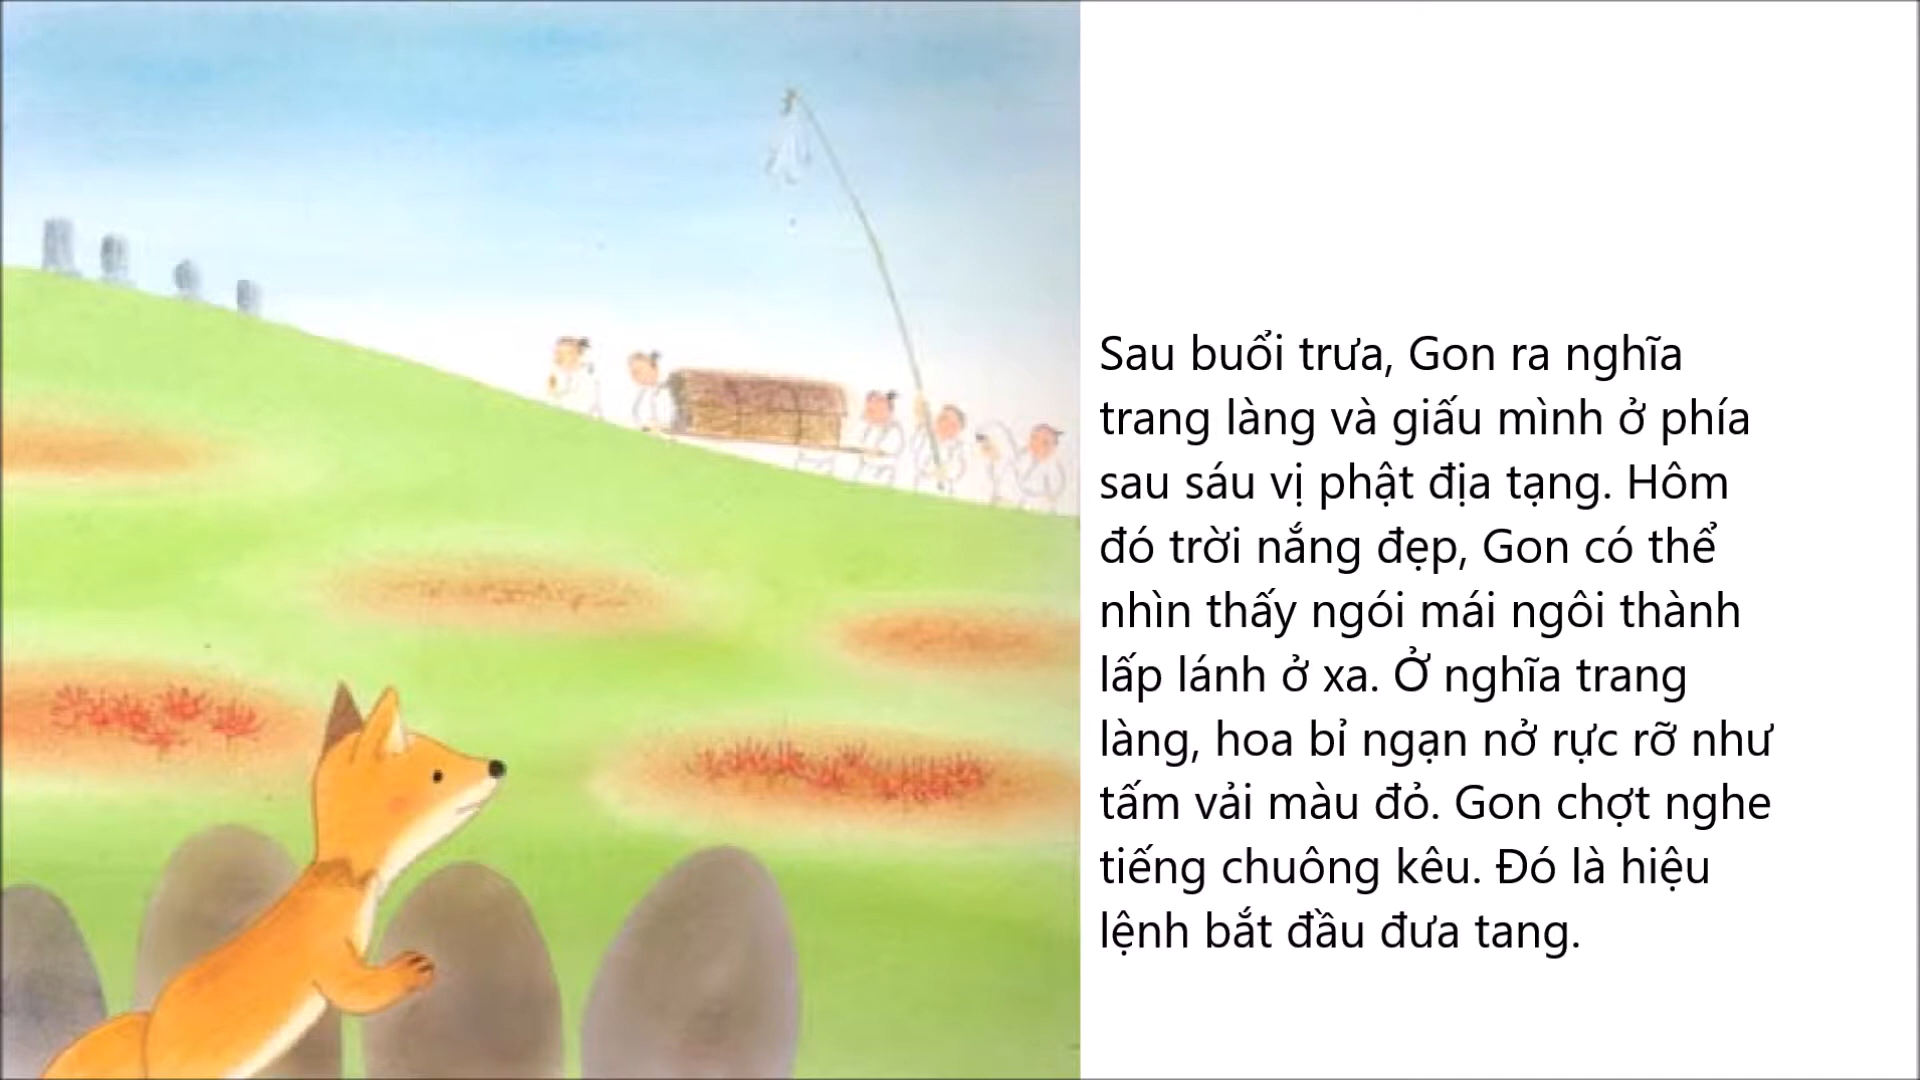 Sau buổi trưa, Gon ra nghĩa
trang làng và giấu mình ở phía
sau sáu vị phật địa tạng. Hôm
đó trời nắng đẹp, Gon có thể
nhìn thấy ngói mái ngôi thành
lấp lánh ở xa. Ở nghĩa trang
làng, hoa bỉ ngạn nở rực rỡ như
tấm vải màu đỏ. Gon chợt nghe
tiếng chuông kêu. Đó là hiệu
lệnh bắt đầu đưa tang.